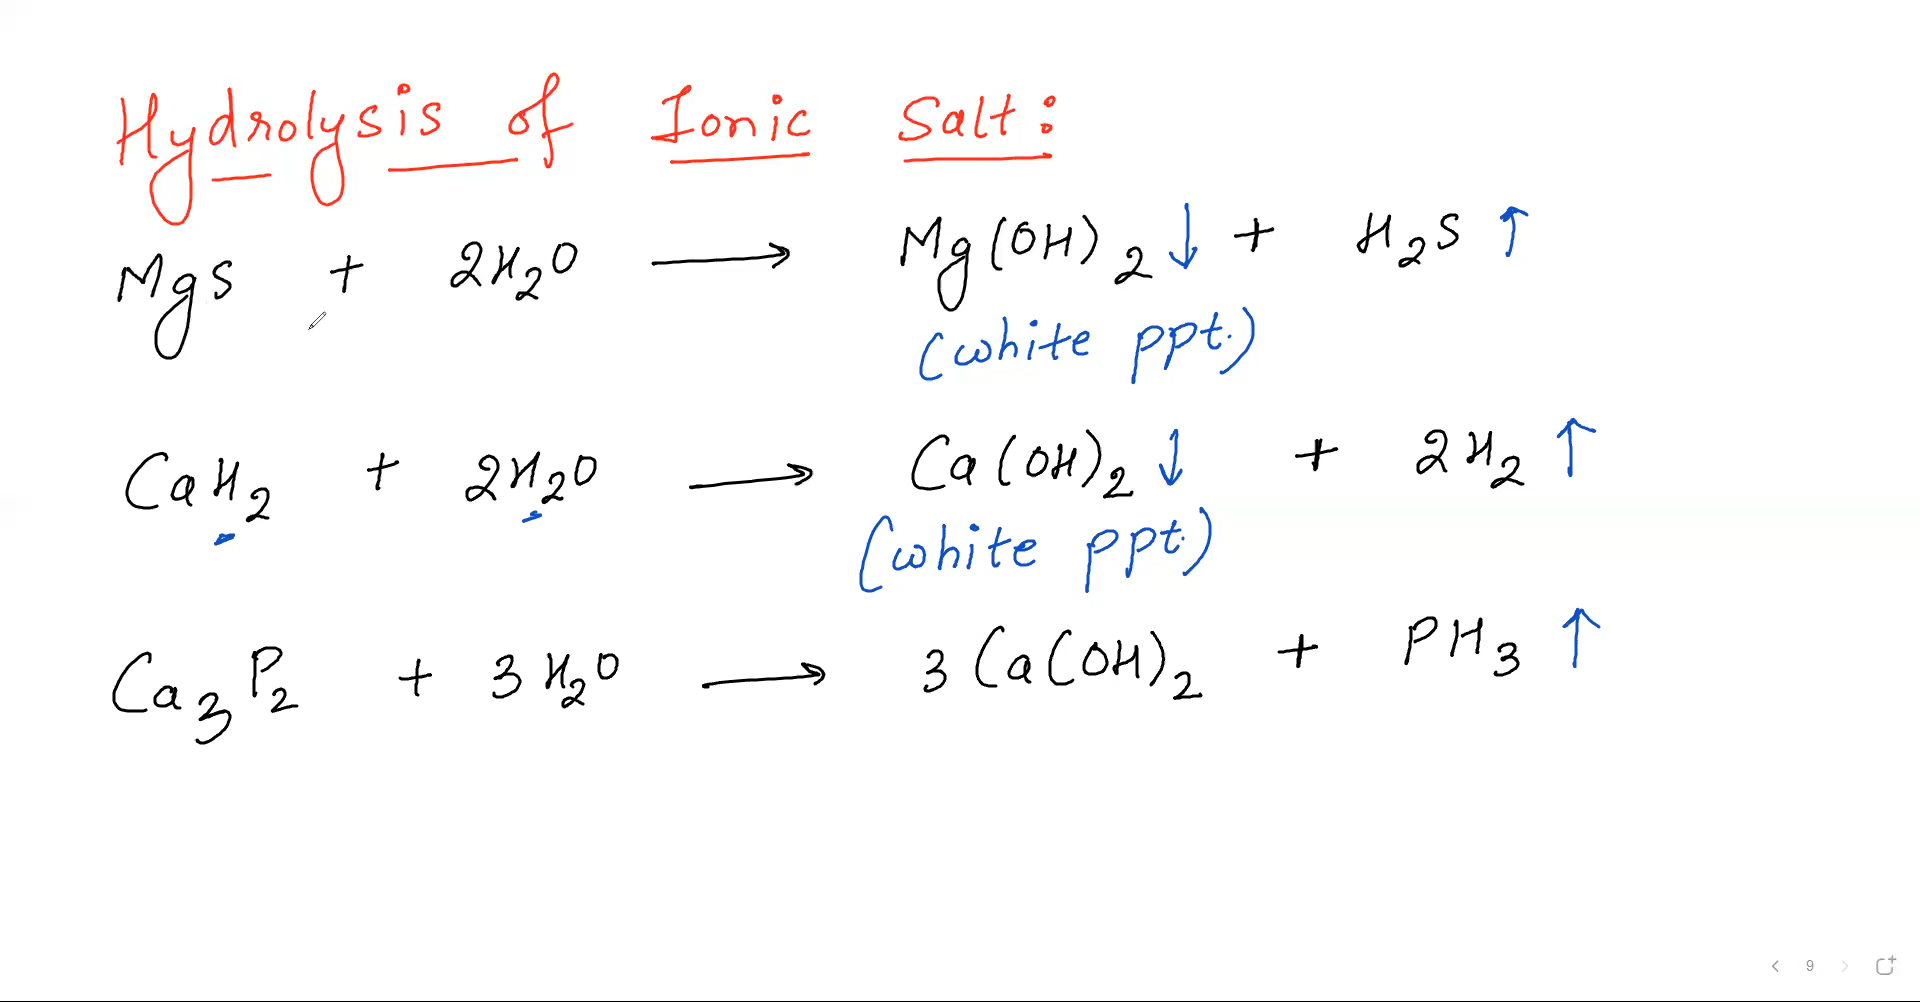 Hydrolysis of Ionic Salt:
MgS + 2H₂O ⟶ Mg(OH)₂↓ + H₂S↑
(white ppt.)
CaH₂ + 2H₂O ⟶ Ca(OH)₂↓ + 2H₂↑
(white ppt.)
Ca₃P₂ + 3H₂O ⟶ 3Ca(OH)₂ + PH₃↑
9